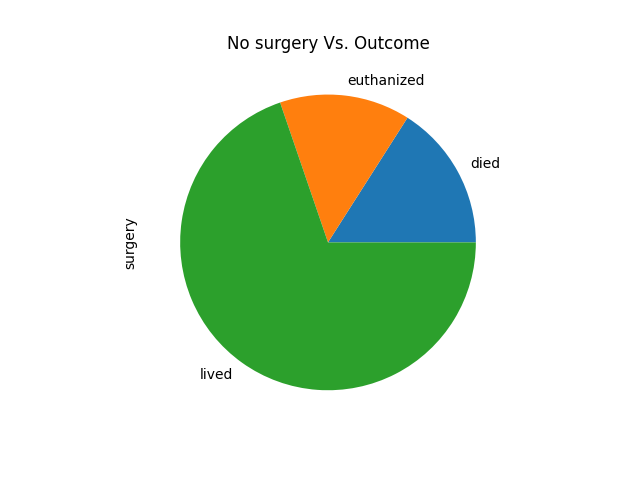 No surgery Vs. Outcome
euthanized
died
surgery
lived